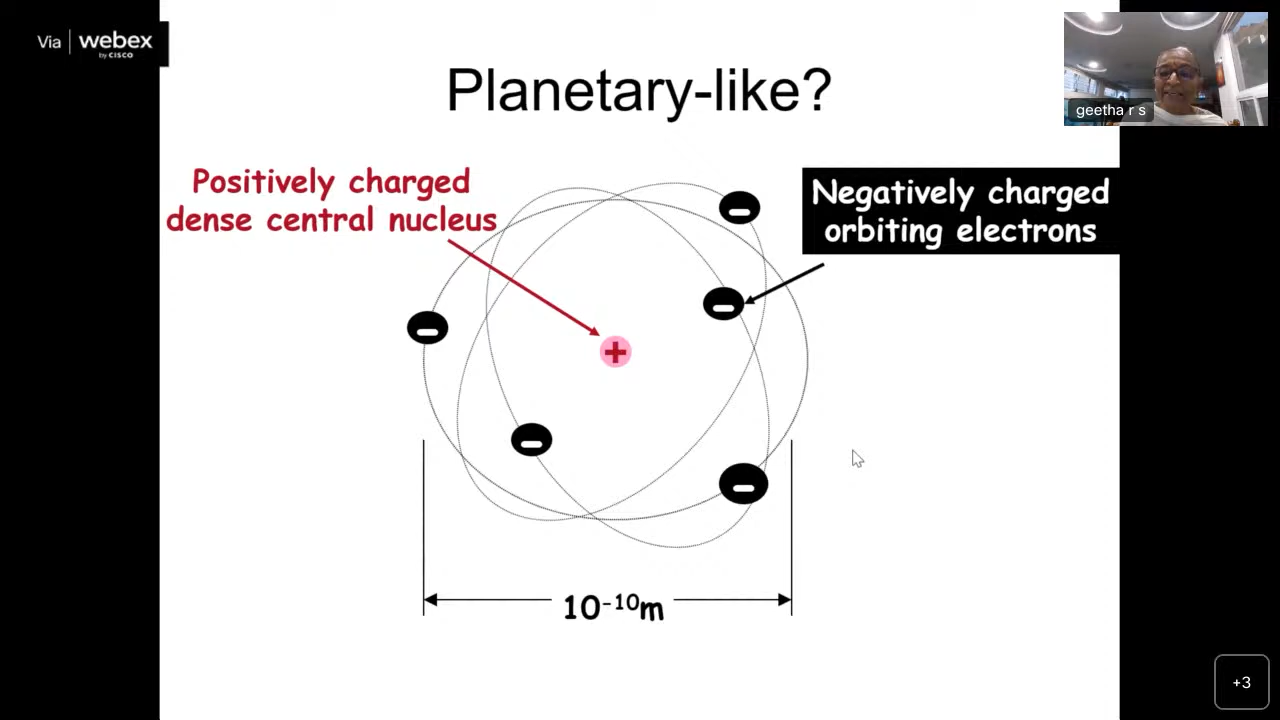 Via | webex
by CISCO
Planetary-like?
geetha r s
Positively charged
dense central nucleus
Negatively charged
orbiting electrons
+
-
-
-
-
-
10⁻¹⁰m
+3